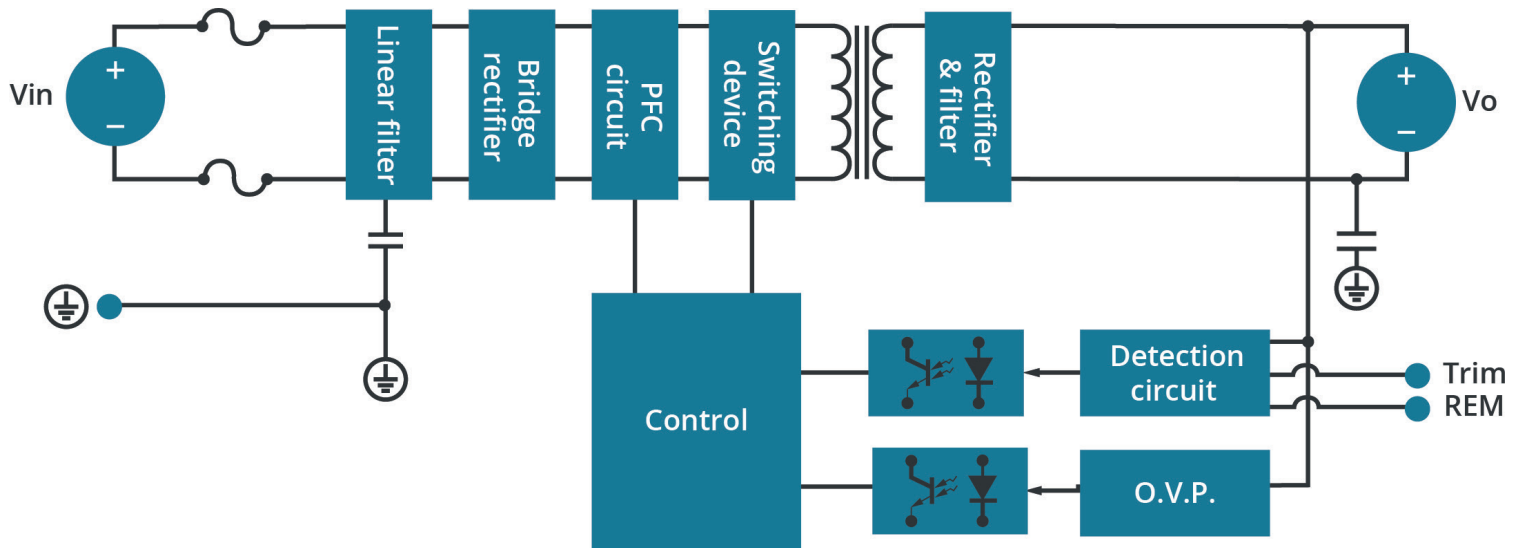 Vin
+
−
Linear filter
Bridge
rectifier
PFC
circuit
Switching
device
Rectifier
& filter
+
−
Vo
Control
Detection
circuit
Trim
REM
O.V.P.